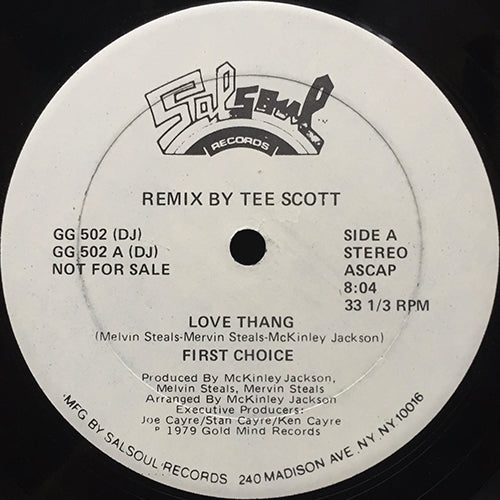 Salsoul
RECORDS
REMIX BY TEE SCOTT
GG 502 (DJ)
GG 502 A (DJ)
NOT FOR SALE
SIDE A
STEREO
ASCAP
8:04
33 1/3 RPM
LOVE THANG
(Melvin Steals-Mervin Steals-McKinley Jackson)
FIRST CHOICE
Produced By McKinley Jackson,
Melvin Steals, Mervin Steals
Arranged By McKinley Jackson
Executive Producers:
Joe Cayre/Stan Cayre/Ken Cayre
℗ 1979 Gold Mind Records
MFG BY SALSOUL RECORDS 240 MADISON AVE. NY. NY 10016